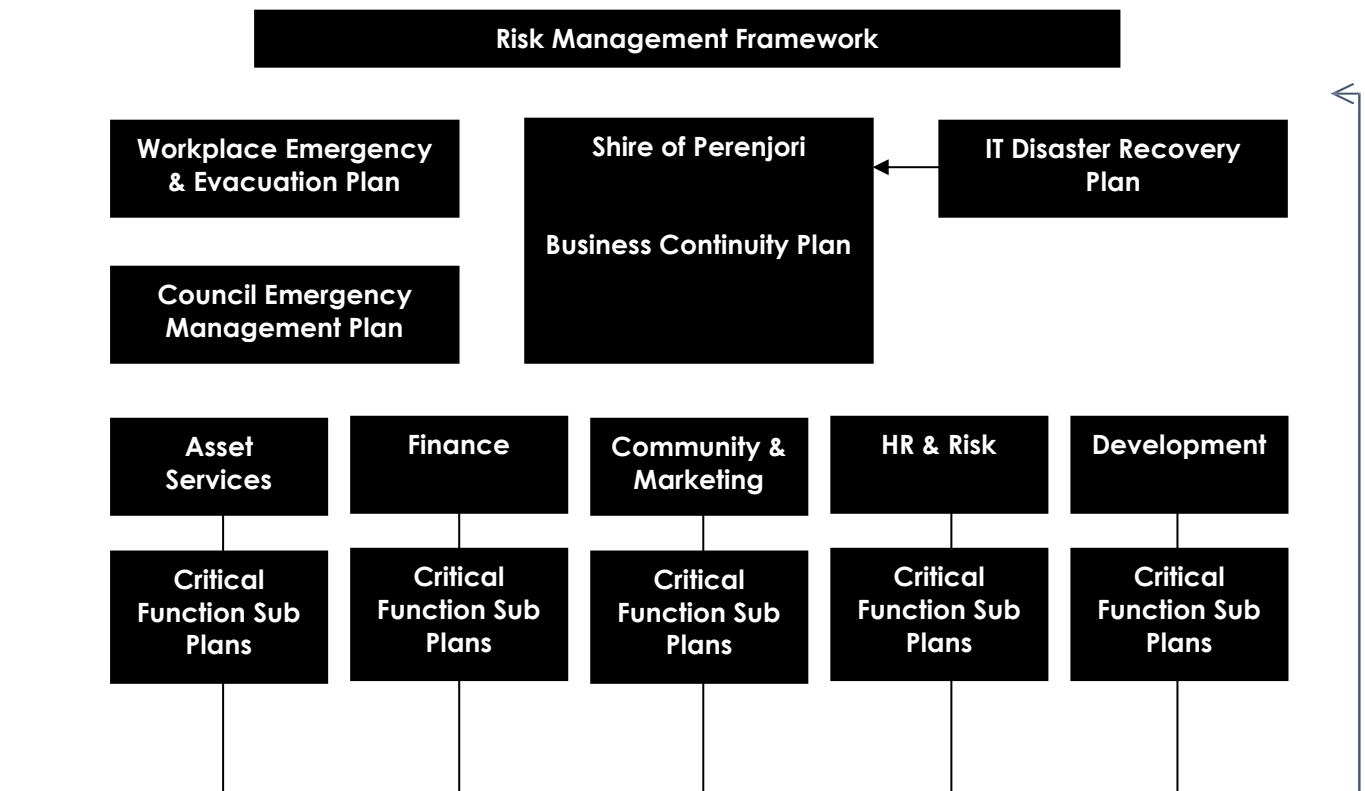 Risk Management Framework
Workplace Emergency
& Evacuation Plan
Shire of Perenjori
Business Continuity Plan
IT Disaster Recovery
Plan
Council Emergency
Management Plan
Asset
Services
Finance
Community &
Marketing
HR & Risk
Development
Critical
Function Sub
Plans
Critical
Function Sub
Plans
Critical
Function Sub
Plans
Critical
Function Sub
Plans
Critical
Function Sub
Plans